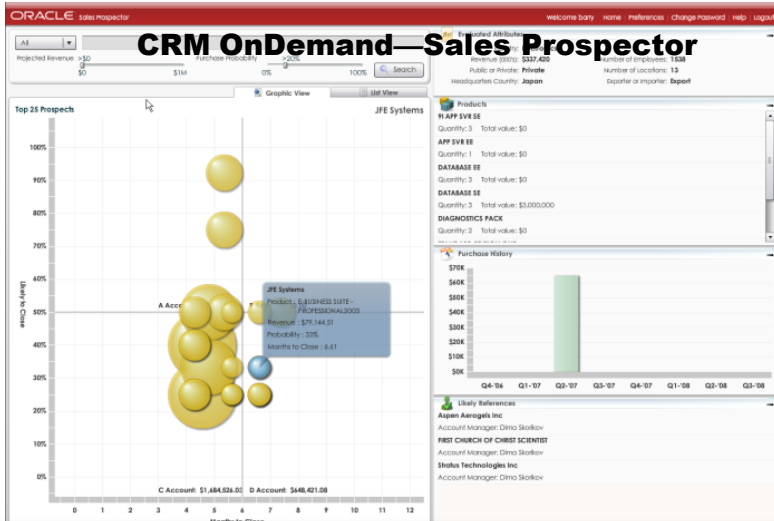 ORACLE Sales Prospector
Welcome barry Home Preferences Change Password Help Logout
CRM OnDemand—Sales Prospector
All
Projected Revenue >$0
$0 $1M
Purchase Probability >20%
0% 100%
Search
Graphic View List View
Top 25 Prospects JFE Systems
100%
90%
80%
70%
60%
50%
40%
30%
20%
10%
0%
Likely to Close
A Acco
JFE Systems
Product : E-BUSINESS SUITE -
PROFESSIONAL2003
Revenue : $79,144.51
Probability : 33%
Months to Close : 6.61
C Account: $1,684,526.03 D Account: $648,421.08
0 1 2 3 4 5 6 7 8 9 10 11 12
Months to Close
Evaluated Attributes
Revenue (000's): $337,420 Number of Employees: 1538
Public or Private: Private Number of Locations: 13
Headquarters Country: Japan Exporter or Importer: Export
Products
9I APP SVR SE
Quantity: 3 Total value: $0
APP SVR EE
Quantity: 1 Total value: $0
DATABASE EE
Quantity: 3 Total value: $0
DATABASE SE
Quantity: 3 Total value: $3,000,000
DIAGNOSTICS PACK
Quantity: 2 Total value: $0
Purchase History
$70K
$60K
$50K
$40K
$30K
$20K
$10K
$0K
Q4-'06 Q1-'07 Q2-'07 Q3-'07 Q4-'07 Q1-'08 Q2-'08 Q3-'08
Likely References
Aspen Aerogels Inc
Account Manager: Dima Skorikov
FIRST CHURCH OF CHRIST SCIENTIST
Account Manager: Dima Skorikov
Stratus Technologies Inc
Account Manager: Dima Skorikov